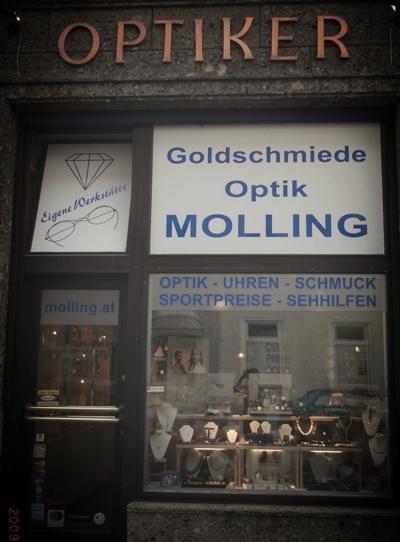 OPTIKER
Eigene Werkstätte
Goldschmiede
Optik
MOLLING
molling.at
OPTIK - UHREN - SCHMUCK
SPORTPREISE - SEHHILFEN
2009